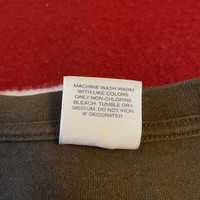 MACHINE WASH WARM
WITH LIKE COLORS
ONLY NON-CHLORINE
BLEACH, TUMBLE DRY
MEDIUM. DO NOT IRON
IF DECORATED